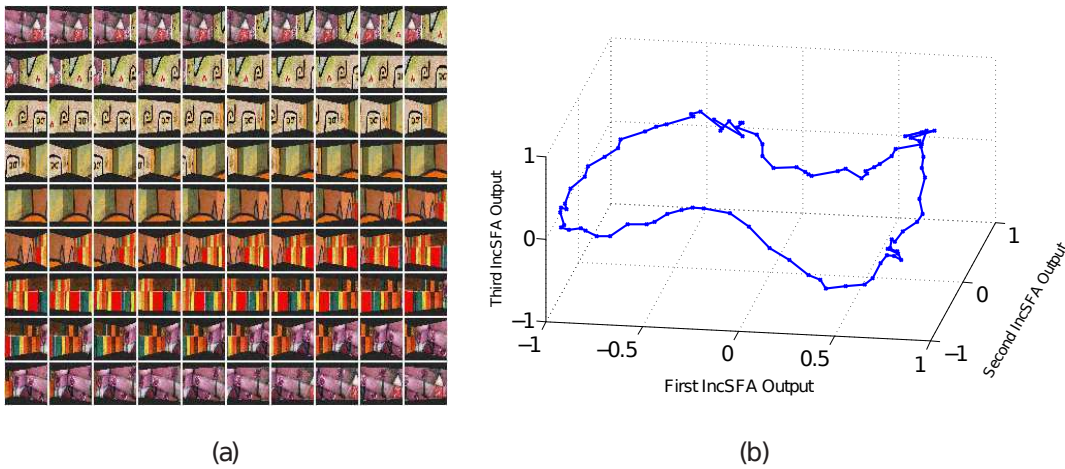 1
0
−1
−1
−0.5
0
0.5
1
−1
0
1
Third IncSFA Output
First IncSFA Output
Second IncSFA Output
(a)
(b)